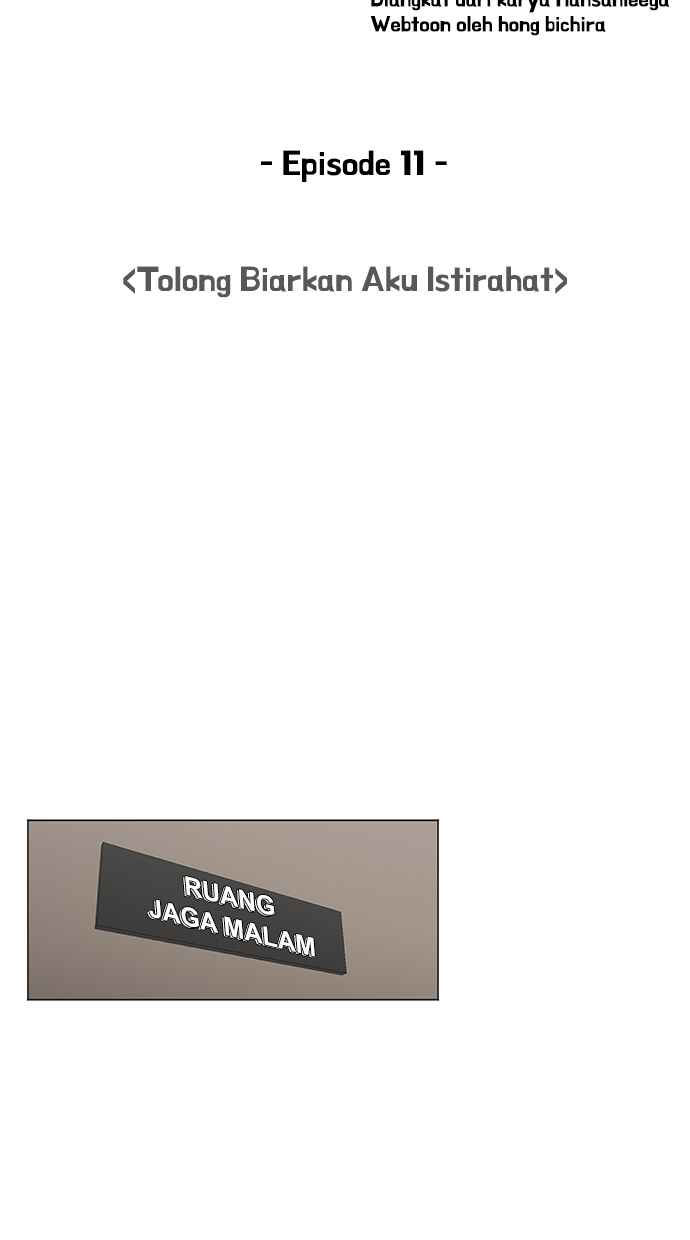 Diangkat dari karya Hansanleega
Webtoon oleh hong bichira
- Episode 11 -
<Tolong Biarkan Aku Istirahat>
RUANG
JAGA MALAM